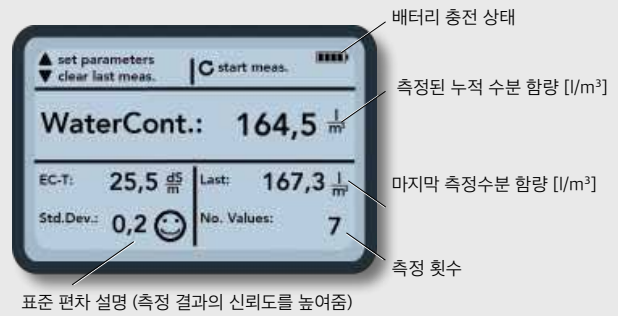 배터리 충전 상태
▲ set parameters
▼ clear last meas.
start meas.
측정된 누적 수분 함량 [l/m³]
WaterCont.: 164,5 l/m³
EC-T: 25,5 dS/m
Last: 167,3 l/m³
마지막 측정수분 함량 [l/m³]
Std.Dev.: 0,2
No. Values: 7
측정 횟수
표준 편차 설명 (측정 결과의 신뢰도를 높여줌)